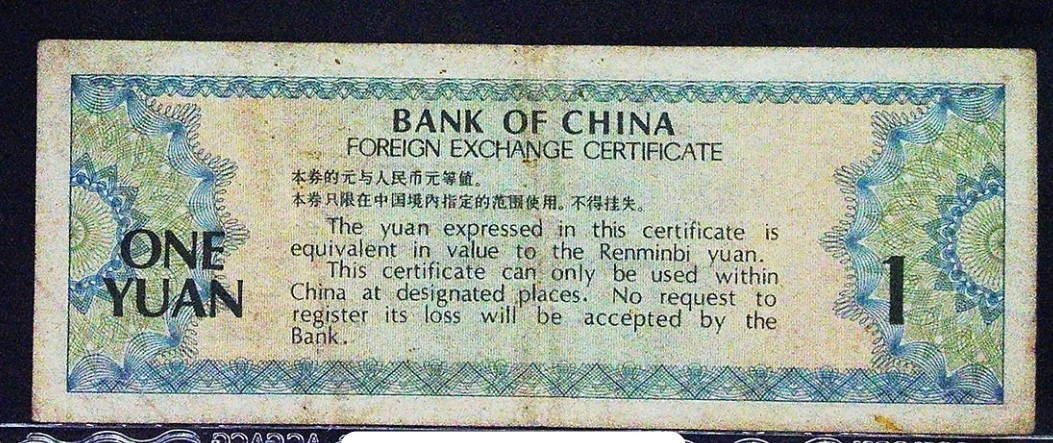 BANK OF CHINA
FOREIGN EXCHANGE CERTIFICATE
本券的元与人民币元等值。
本券只限在中国境内指定的范围使用。不得挂失。
The yuan expressed in this certificate is
equivalent in value to the Renminbi yuan.
This certificate can only be used within
China at designated places. No request to
register its loss will be accepted by the
Bank.
ONE
YUAN
1